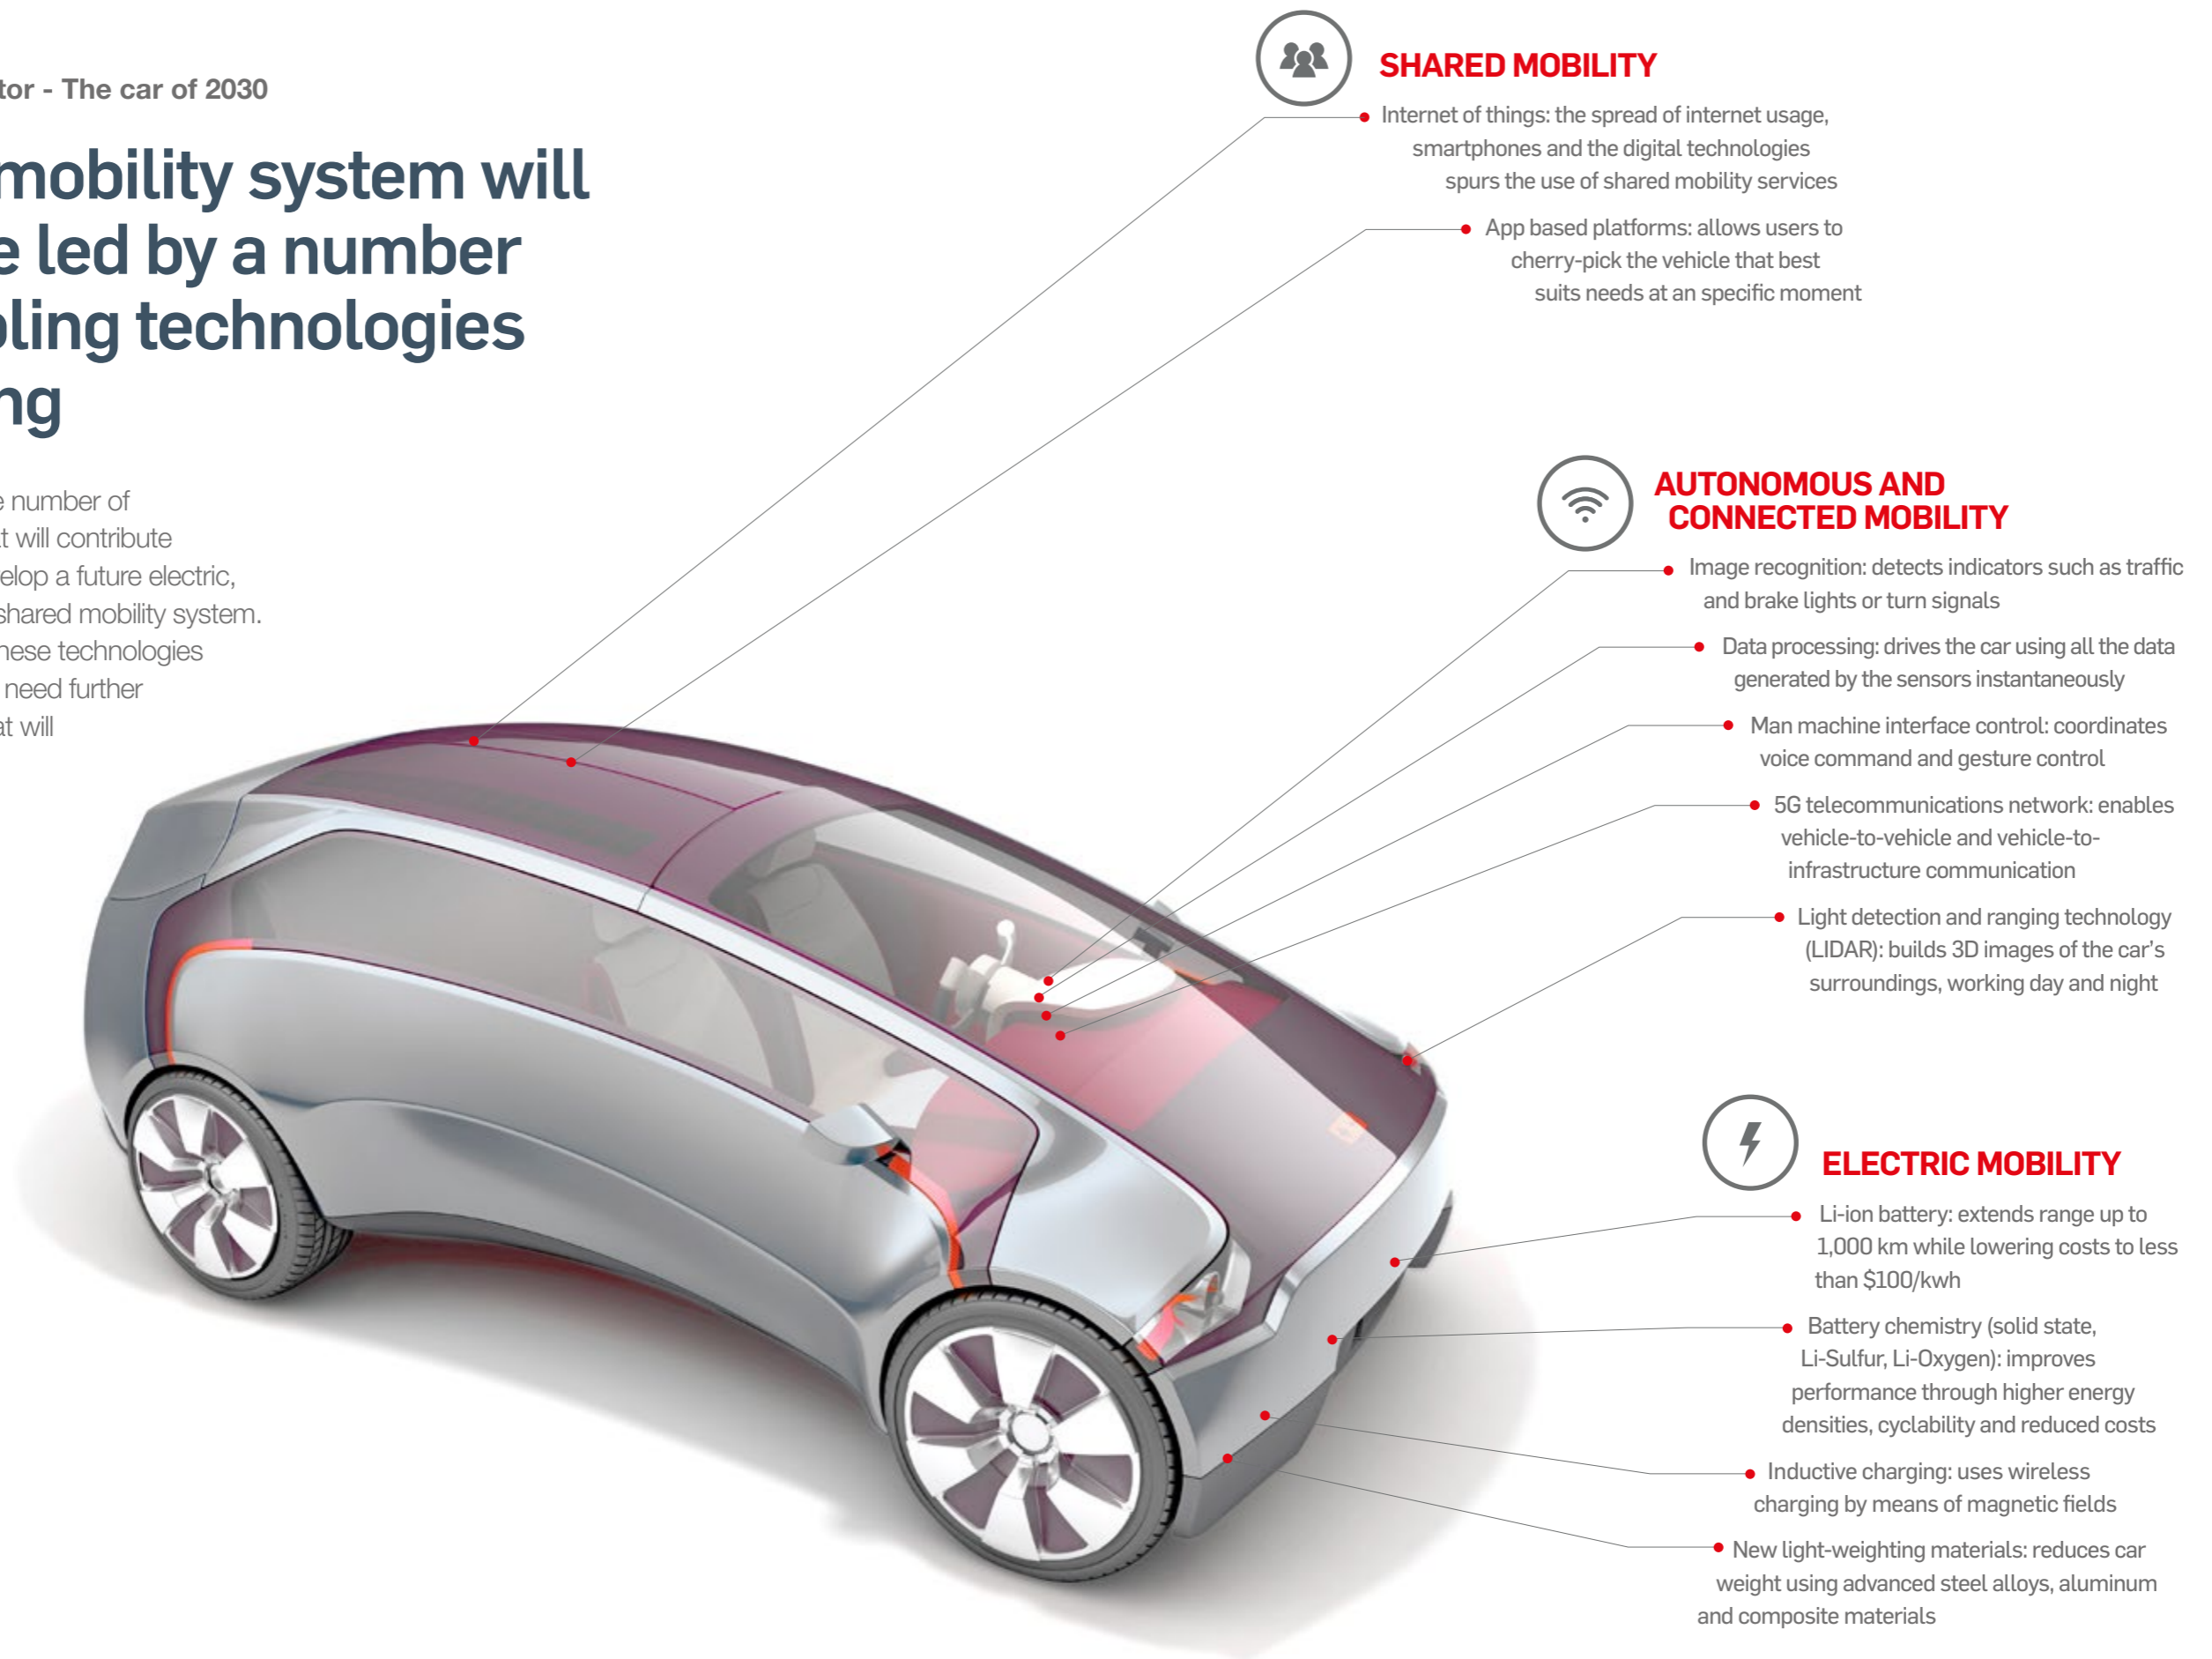 tor - The car of 2030
mobility system will
e led by a number
bling technologies
ng
e number of
t will contribute
elop a future electric,
shared mobility system.
nese technologies
need further
at will
SHARED MOBILITY
Internet of things: the spread of internet usage,
smartphones and the digital technologies
spurs the use of shared mobility services
App based platforms: allows users to
cherry-pick the vehicle that best
suits needs at an specific moment
AUTONOMOUS AND
CONNECTED MOBILITY
Image recognition: detects indicators such as traffic
and brake lights or turn signals
Data processing: drives the car using all the data
generated by the sensors instantaneously
Man machine interface control: coordinates
voice command and gesture control
5G telecommunications network: enables
vehicle-to-vehicle and vehicle-to-
infrastructure communication
Light detection and ranging technology
(LIDAR): builds 3D images of the car's
surroundings, working day and night
ELECTRIC MOBILITY
Li-ion battery: extends range up to
1,000 km while lowering costs to less
than $100/kwh
Battery chemistry (solid state,
Li-Sulfur, Li-Oxygen): improves
performance through higher energy
densities, cyclability and reduced costs
Inductive charging: uses wireless
charging by means of magnetic fields
New light-weighting materials: reduces car
weight using advanced steel alloys, aluminum
and composite materials